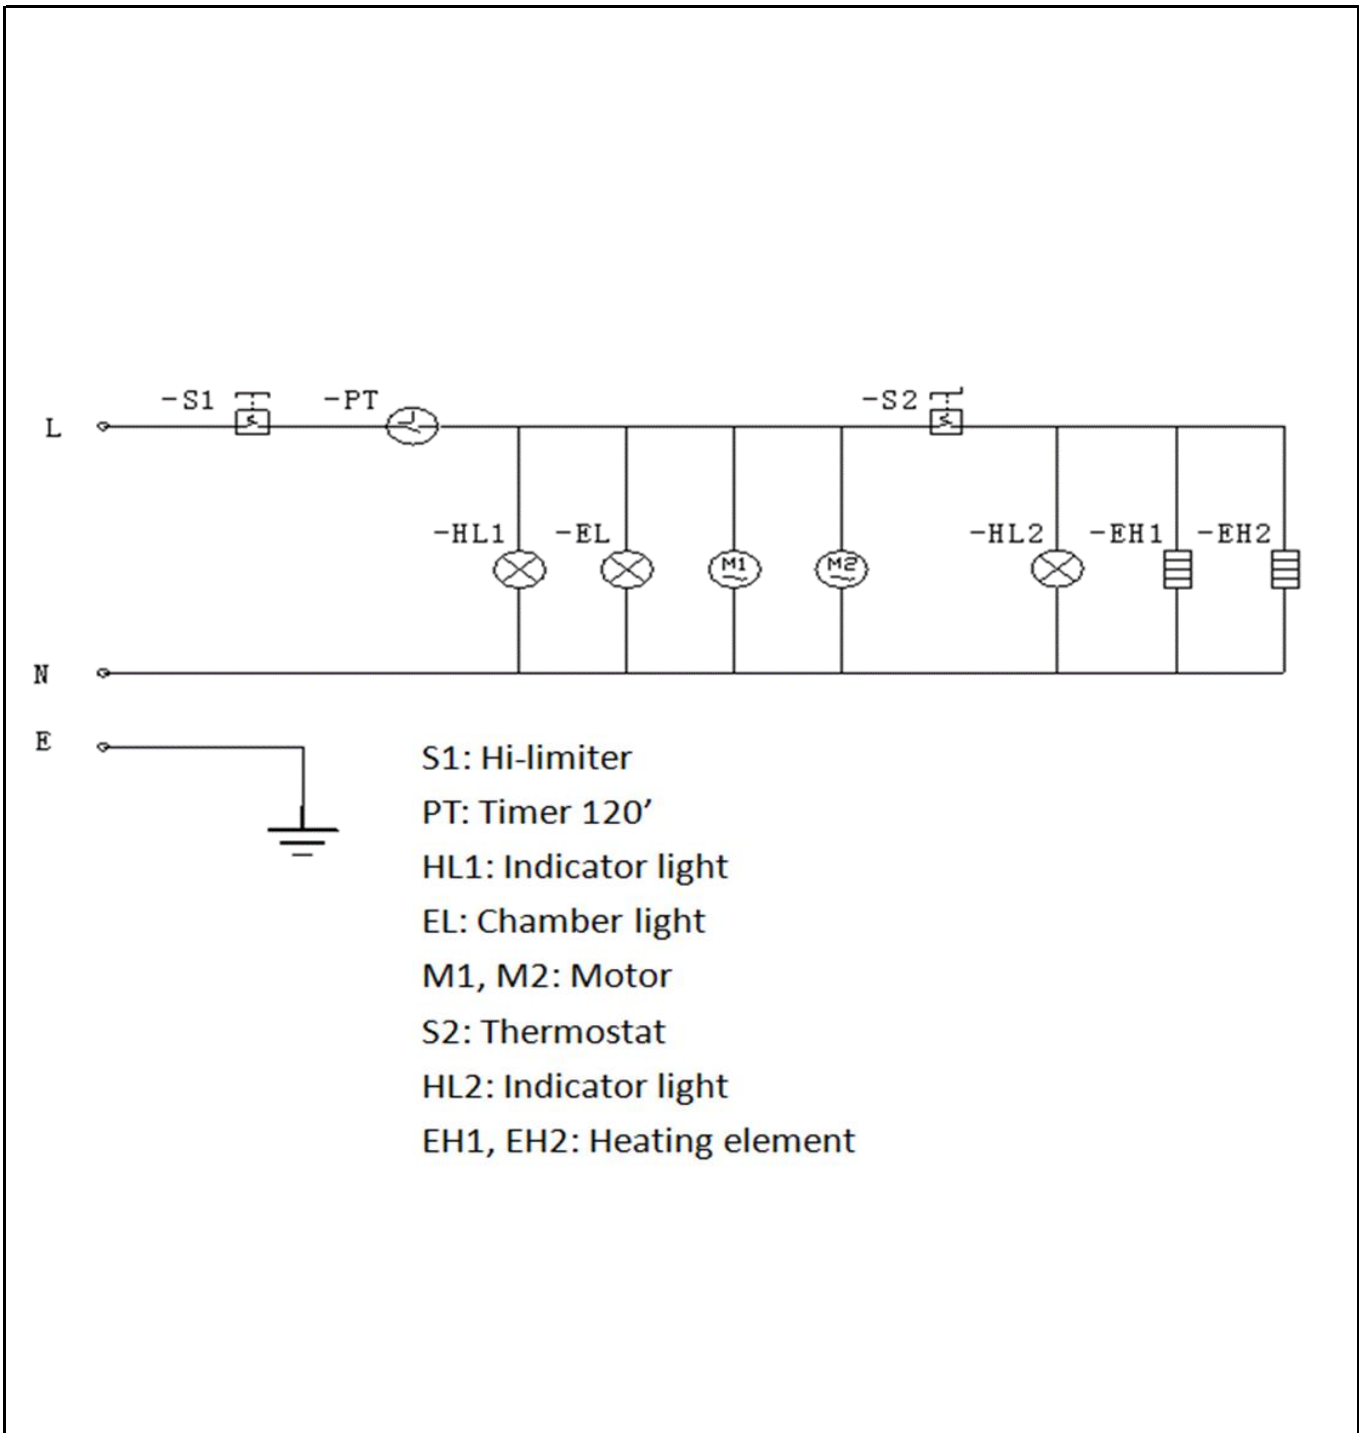 -S1 -PT -S2
L
-HL1 -EL -HL2 -EH1 -EH2
M1 M2
N
E
S1: Hi-limiter
PT: Timer 120’
HL1: Indicator light
EL: Chamber light
M1, M2: Motor
S2: Thermostat
HL2: Indicator light
EH1, EH2: Heating element